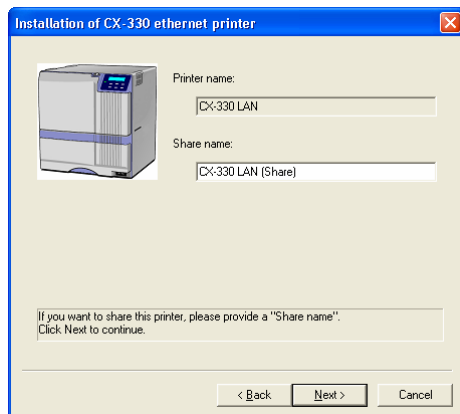 Installation of CX-330 ethernet printer
Printer name:
CX-330 LAN
Share name:
CX-330 LAN (Share)
If you want to share this printer, please provide a "Share name".
Click Next to continue.
< Back
Next >
Cancel